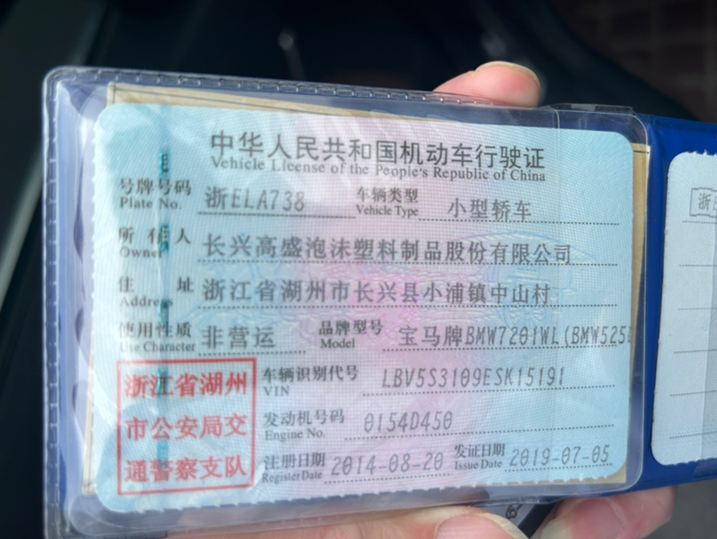 中华人民共和国机动车行驶证
Vehicle License of the People's Republic of China
号牌号码 浙ELA738 车辆类型 小型轿车
Plate No. Vehicle Type
所有人 长兴高盛泡沫塑料制品股份有限公司
Owner
住址 浙江省湖州市长兴县小浦镇中山村
Address
使用性质 非营运 品牌型号 宝马牌BMW7201WL(BMW525
Use Character Model
浙江省湖州
市公安局交
通警察支队
车辆识别代号 LBV5S3109ESK15191
VIN
发动机号码 0154D450
Engine No.
注册日期 2014-08-20 发证日期 2019-07-05
Register Date Issue Date
浙